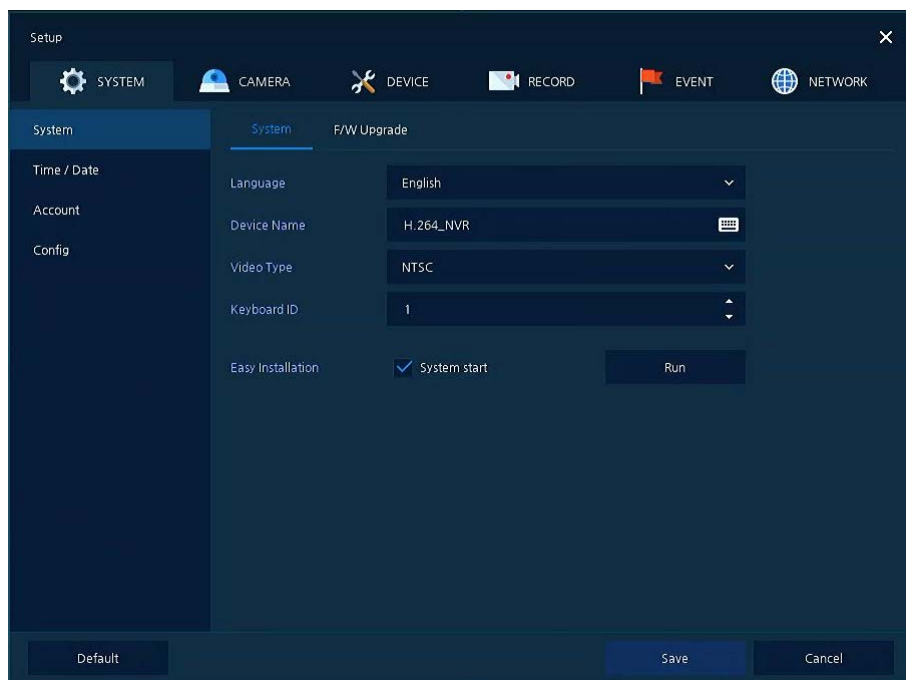 Setup
SYSTEM CAMERA DEVICE RECORD EVENT NETWORK
System
Time / Date
Account
Config
System F/W Upgrade
Language English
Device Name H.264_NVR
Video Type NTSC
Keyboard ID 1
Easy Installation System start Run
Default Save Cancel